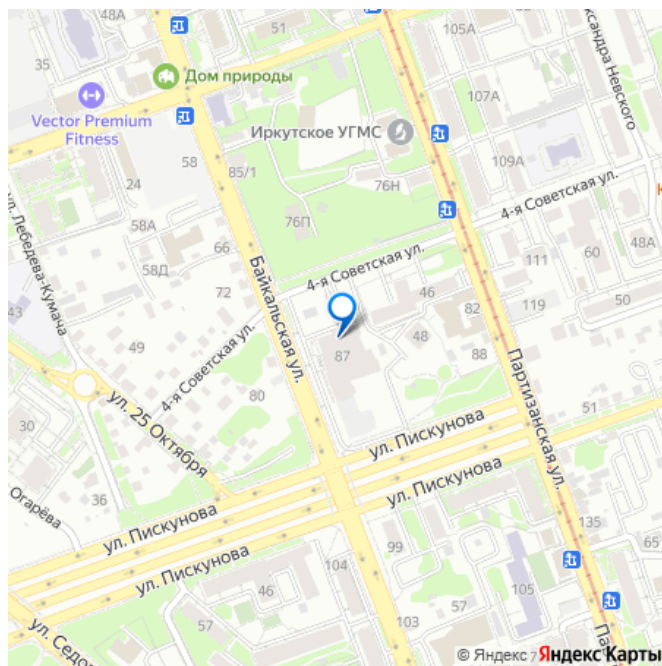 51
105А
35
Дом природы
ксандра Невского
Vector Premium
Fitness
107А
Иркутское УГМС
58
85/1
109А
24
76Н
4-я Советская ул.
К
58А
76П
ул. Лебедева-Кумача
66
48А
111
60
58Д
4-я Советская ул.
Байкальская ул.
72
46
50
43
119
82
49
48
87
4-я Советская ул.
88
80
Партизанская ул.
ул. 25 Октября
51
30
ул. Пискунова
ул. Пискунова
36
Огарёва
ул. Пискунова
135
99
104
105
ул. Пискунова
46
57
ул. Седо
57
103
Па
© Яндекс 7 Яндекс Карты